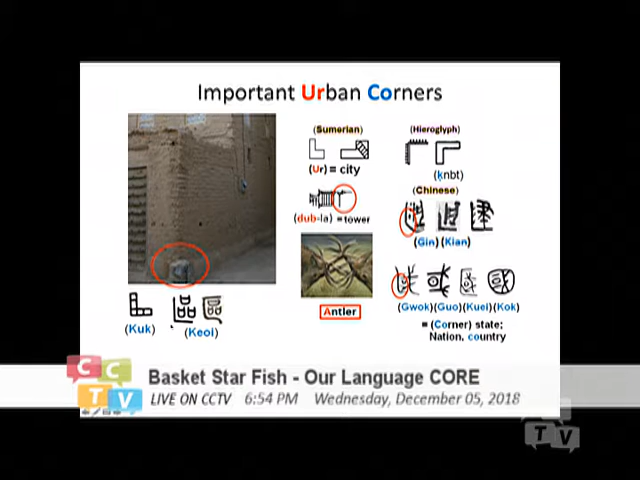 Important Urban Corners
(Sumerian)
(Ur) = city
(dub-la) = tower
Antler
(Hieroglyph)
(ḳnbt)
(Chinese)
(Gin) (Kian)
(Gwok)(Guo)(Kuei)(Kok)
= (Corner) state;
Nation, country
(Kuk)
(Keoi)
CCTV
Basket Star Fish - Our Language CORE
LIVE ON CCTV 6:54 PM Wednesday, December 05, 2018
TV